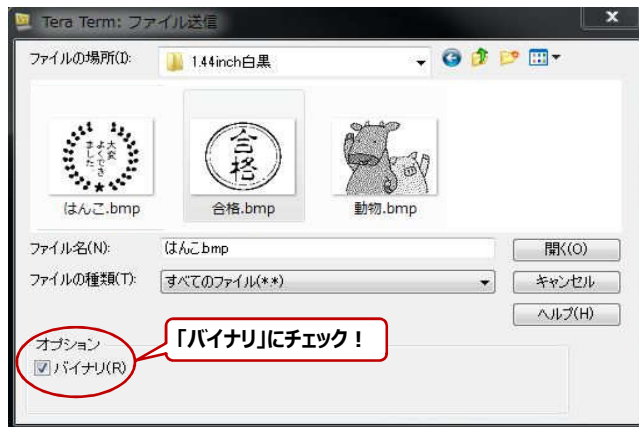 Tera Term: ファイル送信
ファイルの場所(I):
1.44inch白黒
大変
よくでき
ました
合格
はんこ.bmp
合格.bmp
動物.bmp
ファイル名(N):
はんこ.bmp
開く(O)
ファイルの種類(T):
すべてのファイル(*.*)
キャンセル
ヘルプ(H)
オプション
「バイナリ」にチェック！
バイナリ(R)